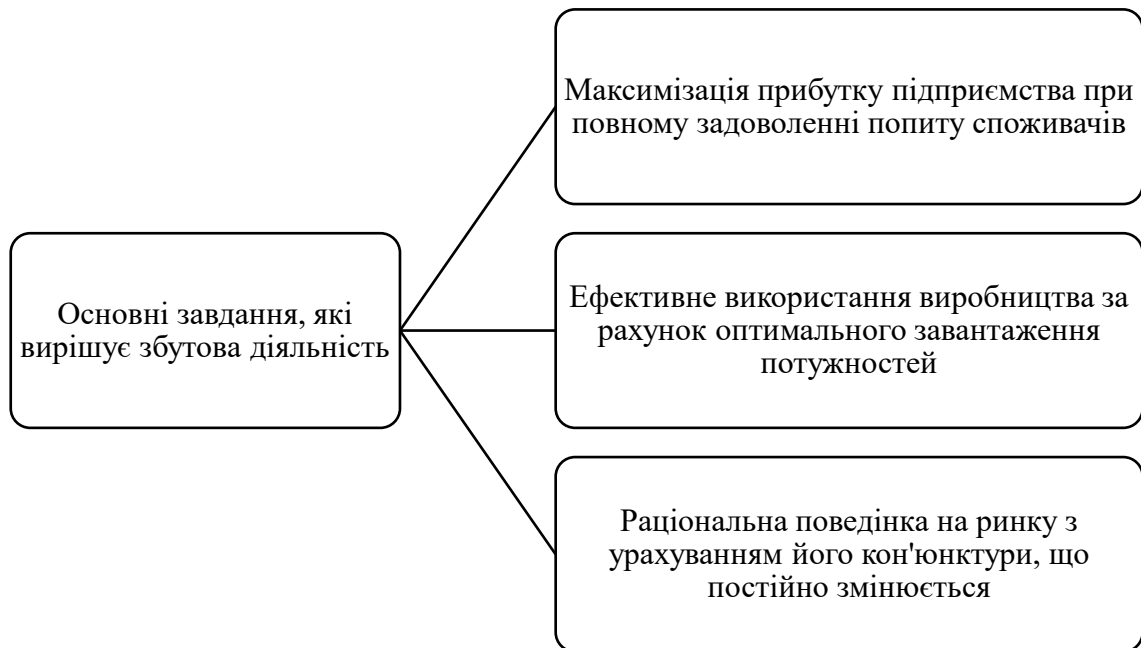 Максимізація прибутку підприємства при
повному задоволенні попиту споживачів
Основні завдання, які
вирішує збутова діяльність
Ефективне використання виробництва за
рахунок оптимального завантаження
потужностей
Раціональна поведінка на ринку з
урахуванням його кон'юнктури, що
постійно змінюється